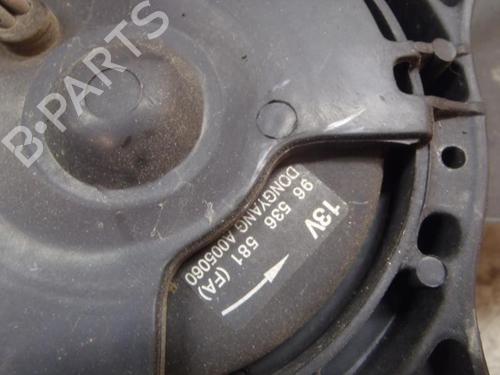 B-PARTS
13V
96 536 581 (FA)
DONGYANG A005060